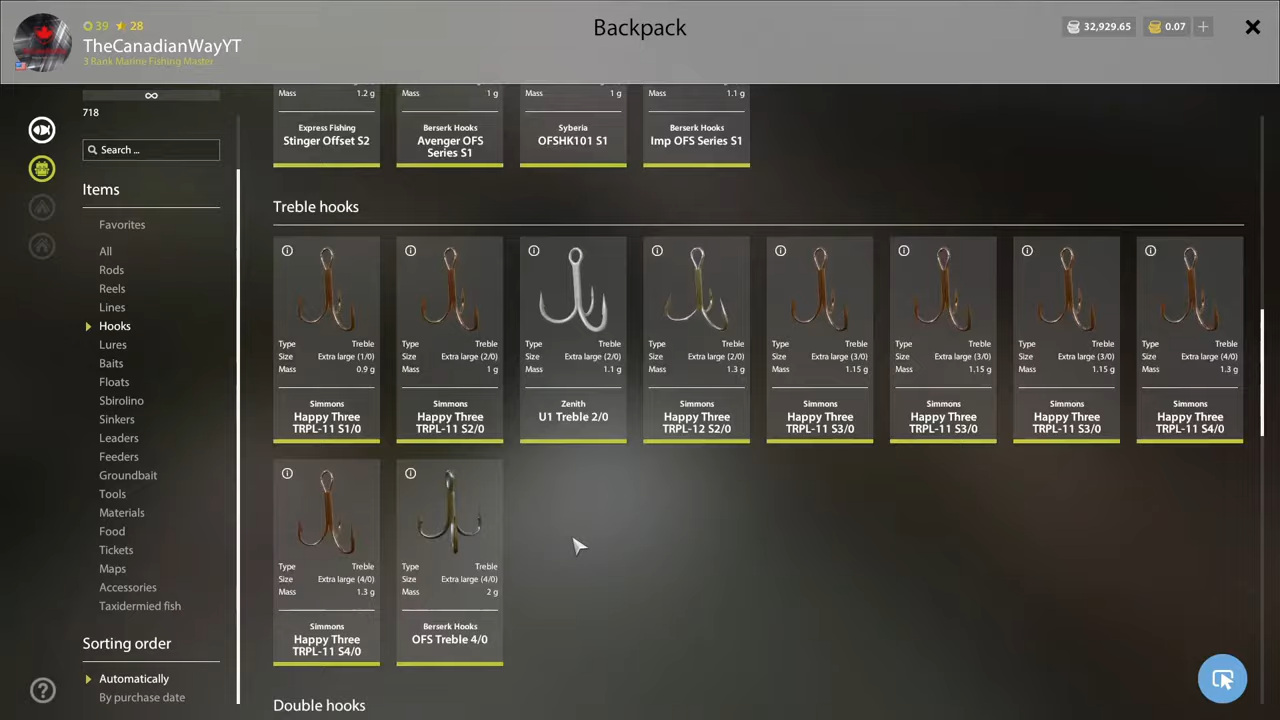 39 28
TheCanadianWayYT
3 Rank Marine Fishing Master
Backpack
32,929.65
0.07
∞
718
Search ...
Items
Favorites
All
Rods
Reels
Lines
Hooks
Lures
Baits
Floats
Sbirolino
Sinkers
Leaders
Feeders
Groundbait
Tools
Materials
Food
Tickets
Maps
Accessories
Taxidermied fish
Sorting order
Automatically
By purchase date
Mass 1.2 g
Express Fishing
Stinger Offset S2
Mass 1 g
Berserk Hooks
Avenger OFS
Series S1
Mass 1 g
Syberia
OFSHK101 S1
Mass 1.1 g
Berserk Hooks
Imp OFS Series S1
Treble hooks
Type Treble
Size Extra large (1/0)
Mass 0.9 g
Simmons
Happy Three
TRPL-11 S1/0
Type Treble
Size Extra large (2/0)
Mass 1 g
Simmons
Happy Three
TRPL-11 S2/0
Type Treble
Size Extra large (2/0)
Mass 1.1 g
Zenith
U1 Treble 2/0
Type Treble
Size Extra large (2/0)
Mass 1.3 g
Simmons
Happy Three
TRPL-12 S2/0
Type Treble
Size Extra large (3/0)
Mass 1.15 g
Simmons
Happy Three
TRPL-11 S3/0
Type Treble
Size Extra large (3/0)
Mass 1.15 g
Simmons
Happy Three
TRPL-11 S3/0
Type Treble
Size Extra large (3/0)
Mass 1.15 g
Simmons
Happy Three
TRPL-11 S3/0
Type Treble
Size Extra large (4/0)
Mass 1.3 g
Simmons
Happy Three
TRPL-11 S4/0
Type Treble
Size Extra large (4/0)
Mass 1.3 g
Simmons
Happy Three
TRPL-11 S4/0
Type Treble
Size Extra large (4/0)
Mass 2 g
Berserk Hooks
OFS Treble 4/0
Double hooks